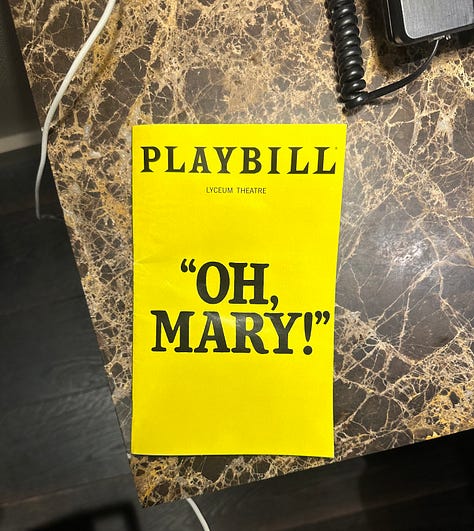 PLAYBILL
LYCEUM THEATRE
“OH,
MARY!”